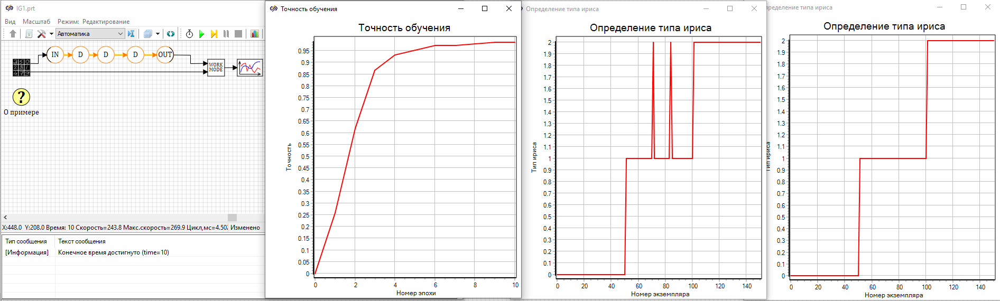 IG1.prt
Вид Масштаб Режим: Редактирование
Автоматика
IN D D D OUT
WORK
MODE
?
О примере
X:448.0 Y:208.0 Время: 10 Скорость=243.8 Макс.скорость=269.9 Цикл,мс=4.502 Изменено
Тип сообщения Текст сообщения
[Информация] Конечное время достигнуто (time=10)
Точность обучения
Точность обучения
Точность
0.95
0.9
0.85
0.8
0.75
0.7
0.65
0.6
0.55
0.5
0.45
0.4
0.35
0.3
0.25
0.2
0.15
0.1
0.05
0
0 2 4 6 8 10
Номер эпохи
Определение типа ириса
Определение типа ириса
Тип ириса
2
1.9
1.8
1.7
1.6
1.5
1.4
1.3
1.2
1.1
1
0.9
0.8
0.7
0.6
0.5
0.4
0.3
0.2
0.1
0
0 20 40 60 80 100 120 140
Номер экземпляра
ределение типа ириса
Определение типа ириса
Тип ириса
2
1.9
1.8
1.7
1.6
1.5
1.4
1.3
1.2
1.1
1
0.9
0.8
0.7
0.6
0.5
0.4
0.3
0.2
0.1
0
0 20 40 60 80 100 120 140
Номер экземпляра